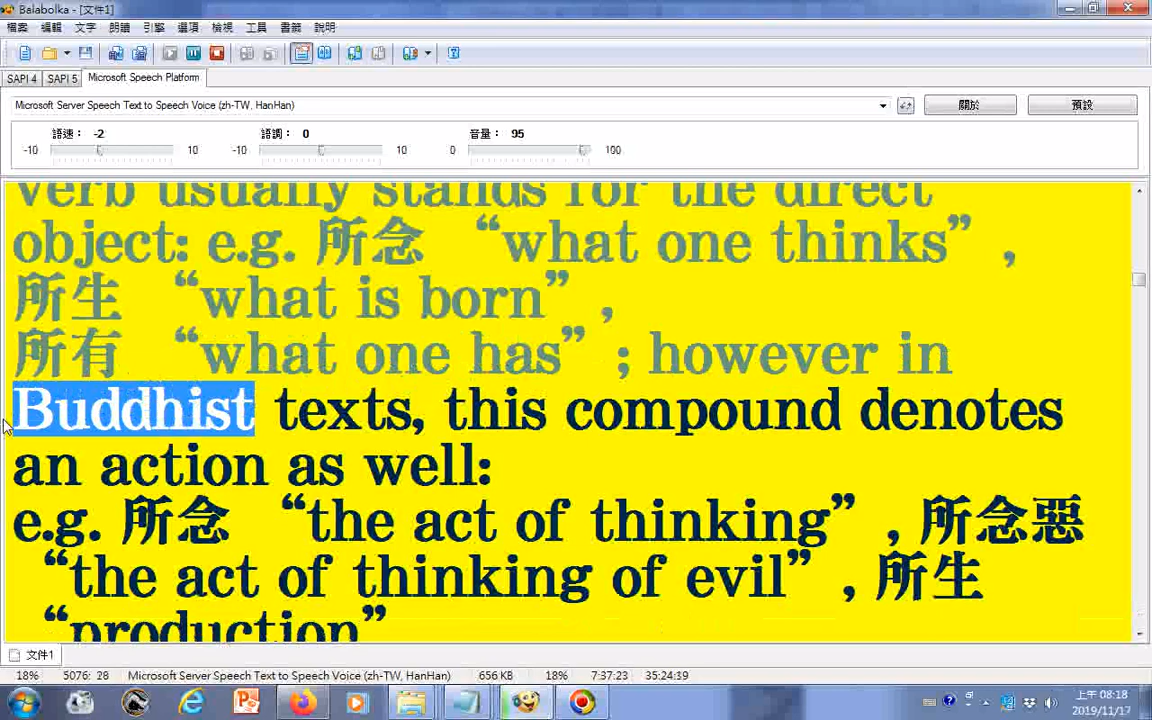 Balabolka - [文件1]
檔案 編輯 文字 朗讀 引擎 選項 檢視 工具 書籤 說明
SAPI 4 SAPI 5 Microsoft Speech Platform
Microsoft Server Speech Text to Speech Voice (zh-TW, HanHan) 關於 預設
語速： -2 語調： 0 音量： 95
-10 10 -10 10 0 100
verb usually stands for the direct
object: e.g. 所念 “what one thinks”,
所生 “what is born”,
所有 “what one has”; however in
Buddhist texts, this compound denotes
an action as well:
e.g. 所念 “the act of thinking”, 所念惡
“the act of thinking of evil”, 所生
“production”
文件1
18% 5076: 28 Microsoft Server Speech Text to Speech Voice (zh-TW, HanHan) 656 KB 18% 7:37:23 35:24:19
上午 08:18
2019/11/17